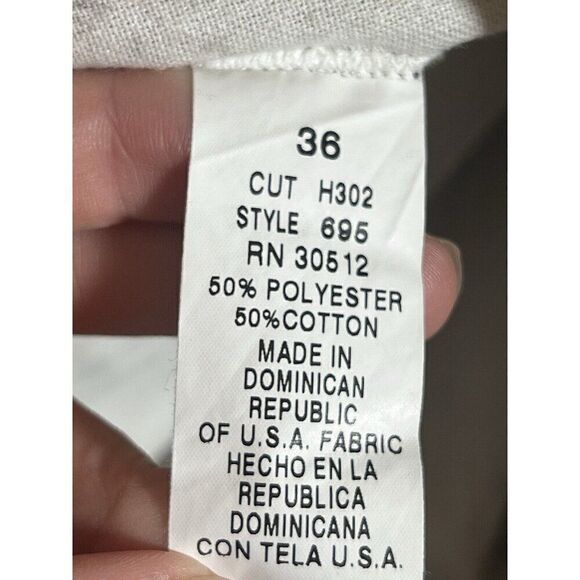 36
CUT H302
STYLE 695
RN 30512
50% POLYESTER
50%COTTON
MADE IN
DOMINICAN
REPUBLIC
OF U.S.A. FABRIC
HECHO EN LA
REPUBLICA
DOMINICANA
CON TELA U.S.A.